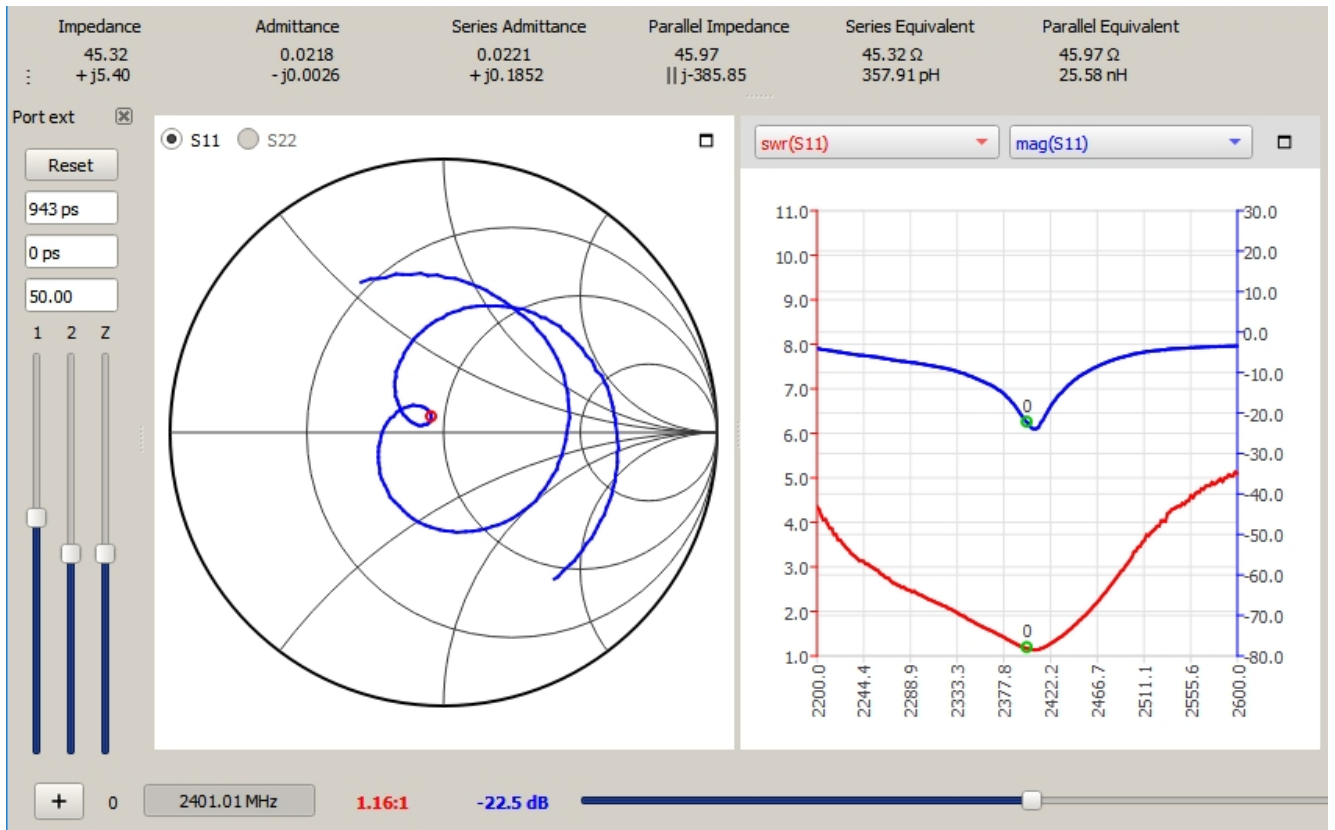 Impedance Admittance Series Admittance Parallel Impedance Series Equivalent Parallel Equivalent
45.32 0.0218 0.0221 45.97 45.32 Ω 45.97 Ω
+ j5.40 - j0.0026 + j0.1852 || j-385.85 357.91 pH 25.58 nH
Port ext
Reset
943 ps
0 ps
50.00
1 2 Z
S11 S22
swr(S11) mag(S11)
11.0 30.0
10.0 20.0
9.0 10.0
8.0 0.0
7.0 -10.0
0
6.0 -20.0
5.0 -30.0
4.0 -40.0
3.0 -50.0
2.0 -60.0
0
1.0 -70.0
-80.0
2200.0 2244.4 2288.9 2333.3 2377.8 2422.2 2466.7 2511.1 2555.6 2600.0
+ 0 2401.01 MHz 1.16:1 -22.5 dB